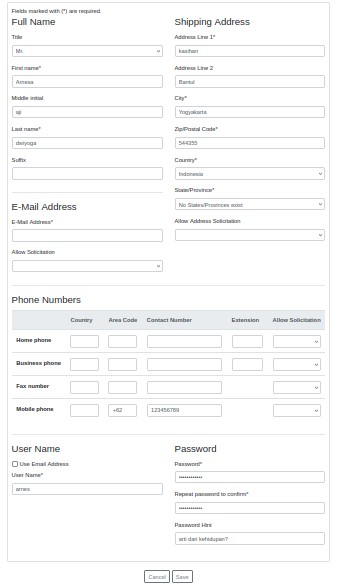 Fields marked with (*) are required.
Full Name
Title
Mr.
First name*
Arnesa
Middle initial
aji
Last name*
dwiyoga
Suffix
E-Mail Address
E-Mail Address*
Allow Solicitation
Shipping Address
Address Line 1*
kasihan
Address Line 2
Bantul
City*
Yogyakarta
Zip/Postal Code*
544355
Country*
Indonesia
State/Province*
No States/Provinces exist
Allow Address Solicitation
Phone Numbers
Country Area Code Contact Number Extension Allow Solicitation
Home phone
Business phone
Fax number
Mobile phone +62 123456789
User Name
Use Email Address
User Name*
arnes
Password
Password*
••••••••••••
Repeat password to confirm*
••••••••••••
Password Hint
arti dari kehidupan?
Cancel Save